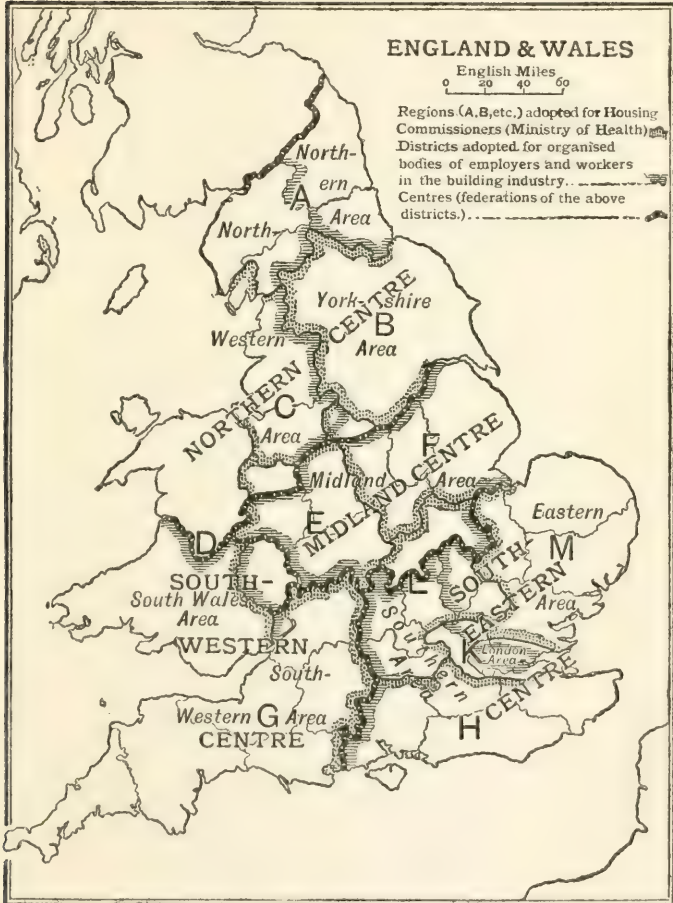 ENGLAND & WALES
English Miles
0 20 40 60
Regions (A,B,etc.) adopted for Housing
Commissioners (Ministry of Health)
Districts adopted for organised
bodies of employers and workers
in the building industry..
Centres (federations of the above
districts.)
North-
ern
A
Area
North-
Western
Area
Yorkshire
B
Area
NORTHERN CENTRE
C
F
Midland
Area
MIDLAND CENTRE
E
D
Eastern
M
Area
SOUTH-
EASTERN
CENTRE
L
SOUTH-
South Wales
Area
WESTERN
CENTRE
Southern
Area
K
London
Area
South-
Western G Area
H